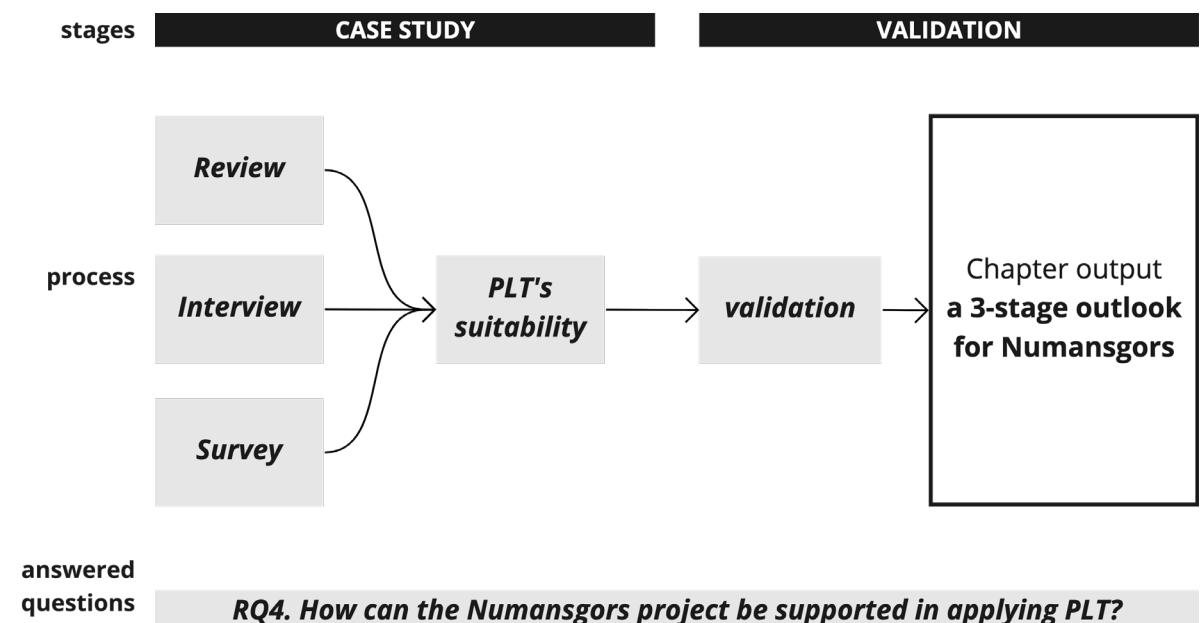 stages
CASE STUDY
VALIDATION
Review
process
Interview
PLT's
suitability
validation
Chapter output
a 3-stage outlook
for Numansgors
Survey
answered
questions
RQ4. How can the Numansgors project be supported in applying PLT?